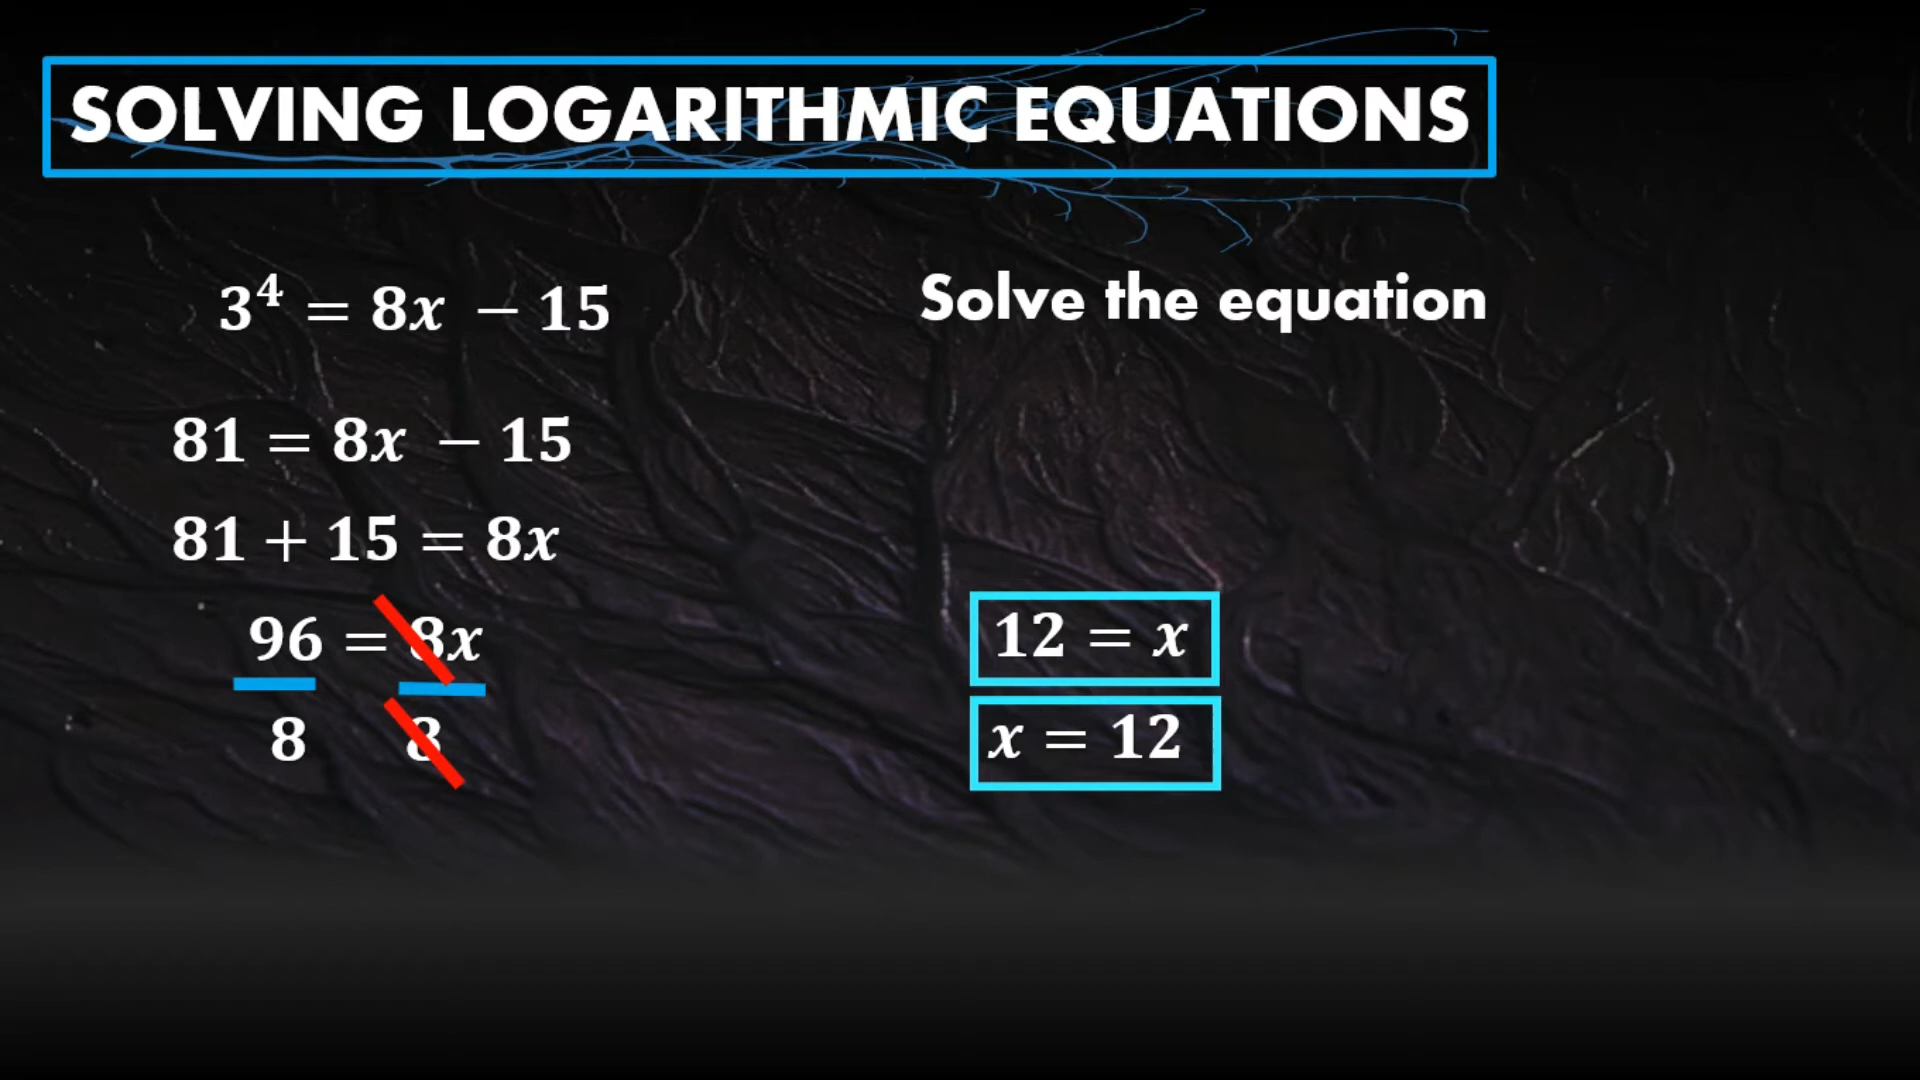 SOLVING LOGARITHMIC EQUATIONS
3⁴ = 8x − 15
Solve the equation
81 = 8x − 15
81 + 15 = 8x
96 = 8x
8 8
12 = x
x = 12